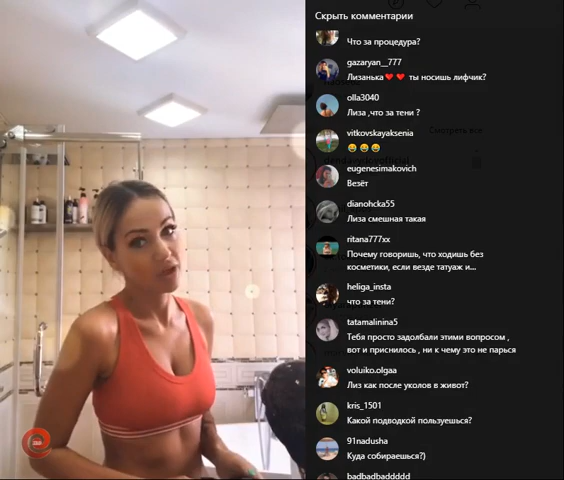 Скрыть комментарии
Что за процедура?
gazaryan__777
Лизанька❤️❤️ ты носишь лифчик?
olla3040
Лиза ,что за тени ?
vitkovskayaksenia
Смотреть все
😂😂😂
eugenesimakovich
Везёт
dianohcka55
Лиза смешная такая
ritana777xx
Почему говоришь, что ходишь без
косметики, если везде татуаж и...
heliga_insta
что за тени?
tatamalinina5
Тебя просто задолбали этими вопросом ,
вот и приснилось , ни к чему это не парься
voluiko.olgaa
Лиз как после уколов в живот?
kris_1501
Какой подводкой пользуешься?
91nadusha
Куда собираешься?)
badbadbaddddd